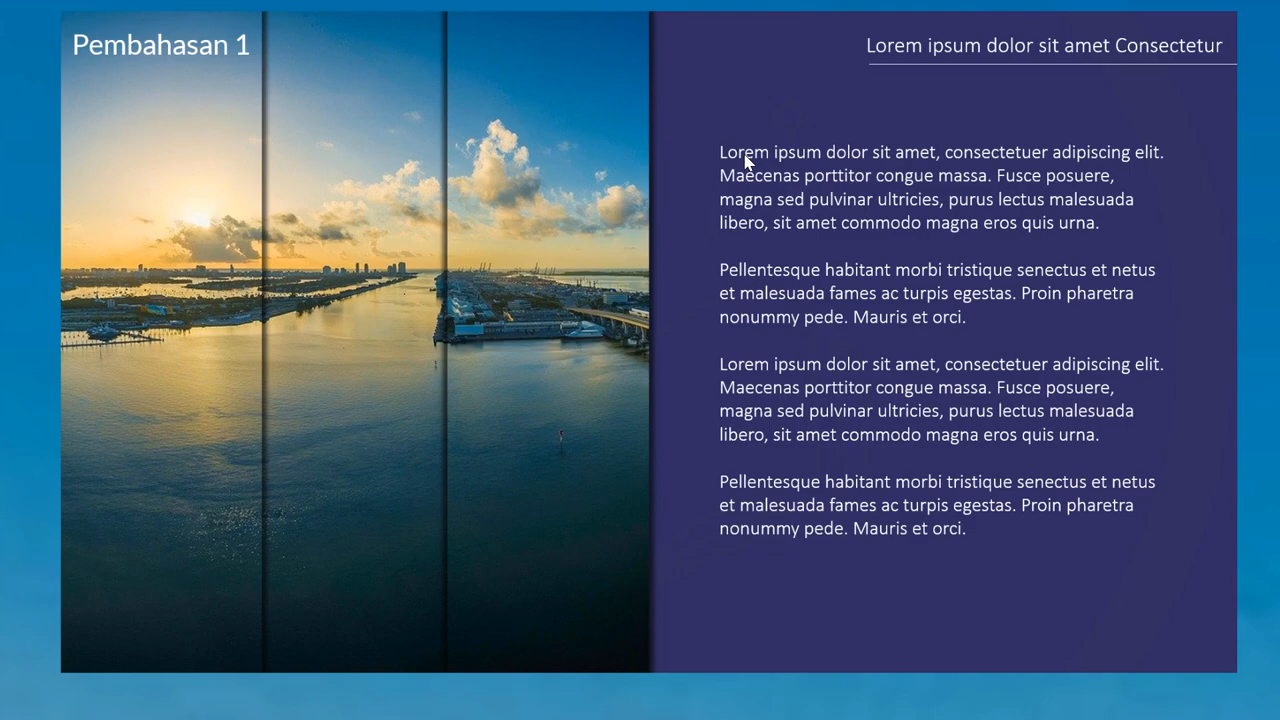 Pembahasan 1
Lorem ipsum dolor sit amet Consectetur
Lorem ipsum dolor sit amet, consectetuer adipiscing elit.
Maecenas porttitor congue massa. Fusce posuere,
magna sed pulvinar ultricies, purus lectus malesuada
libero, sit amet commodo magna eros quis urna.
Pellentesque habitant morbi tristique senectus et netus
et malesuada fames ac turpis egestas. Proin pharetra
nonummy pede. Mauris et orci.
Lorem ipsum dolor sit amet, consectetuer adipiscing elit.
Maecenas porttitor congue massa. Fusce posuere,
magna sed pulvinar ultricies, purus lectus malesuada
libero, sit amet commodo magna eros quis urna.
Pellentesque habitant morbi tristique senectus et netus
et malesuada fames ac turpis egestas. Proin pharetra
nonummy pede. Mauris et orci.